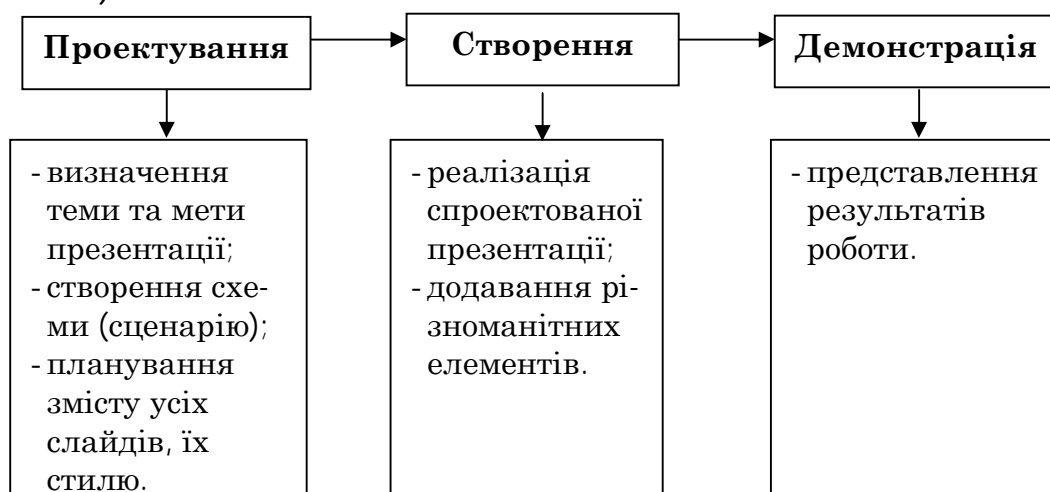 Проектування
Створення
Демонстрація
- визначення
теми та мети
презентації;
- створення схе-
ми (сценарію);
- планування
змісту усіх
слайдів, їх
стилю.
- реалізація
спроектованої
презентації;
- додавання рі-
зноманітних
елементів.
- представлення
результатів
роботи.